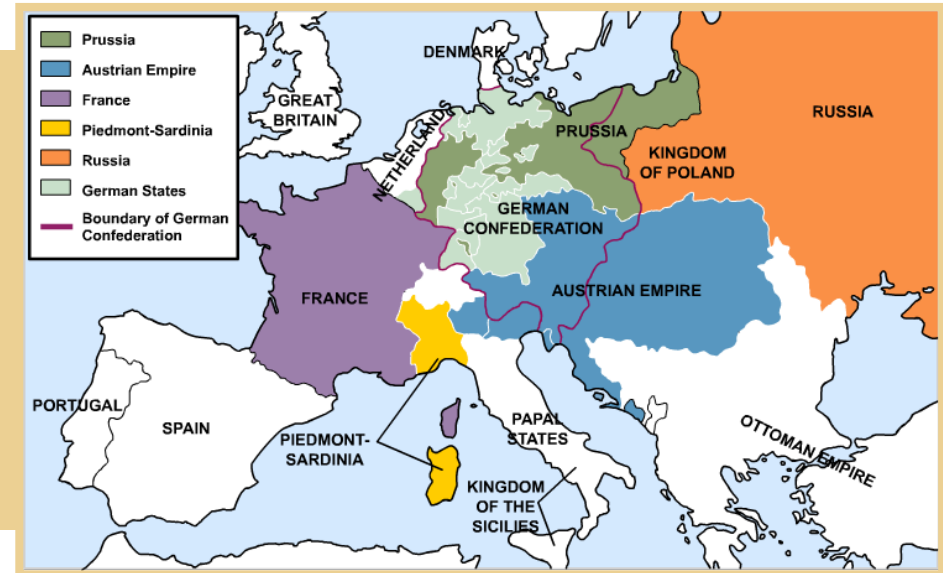 Prussia
Austrian Empire
France
Piedmont-Sardinia
Russia
German States
Boundary of German
Confederation
DENMARK
GREAT
BRITAIN
NETHERLANDS
PRUSSIA
RUSSIA
KINGDOM
OF POLAND
GERMAN
CONFEDERATION
FRANCE
AUSTRIAN EMPIRE
PORTUGAL
SPAIN
PIEDMONT-
SARDINIA
PAPAL
STATES
OTTOMAN EMPIRE
KINGDOM
OF THE
SICILIES